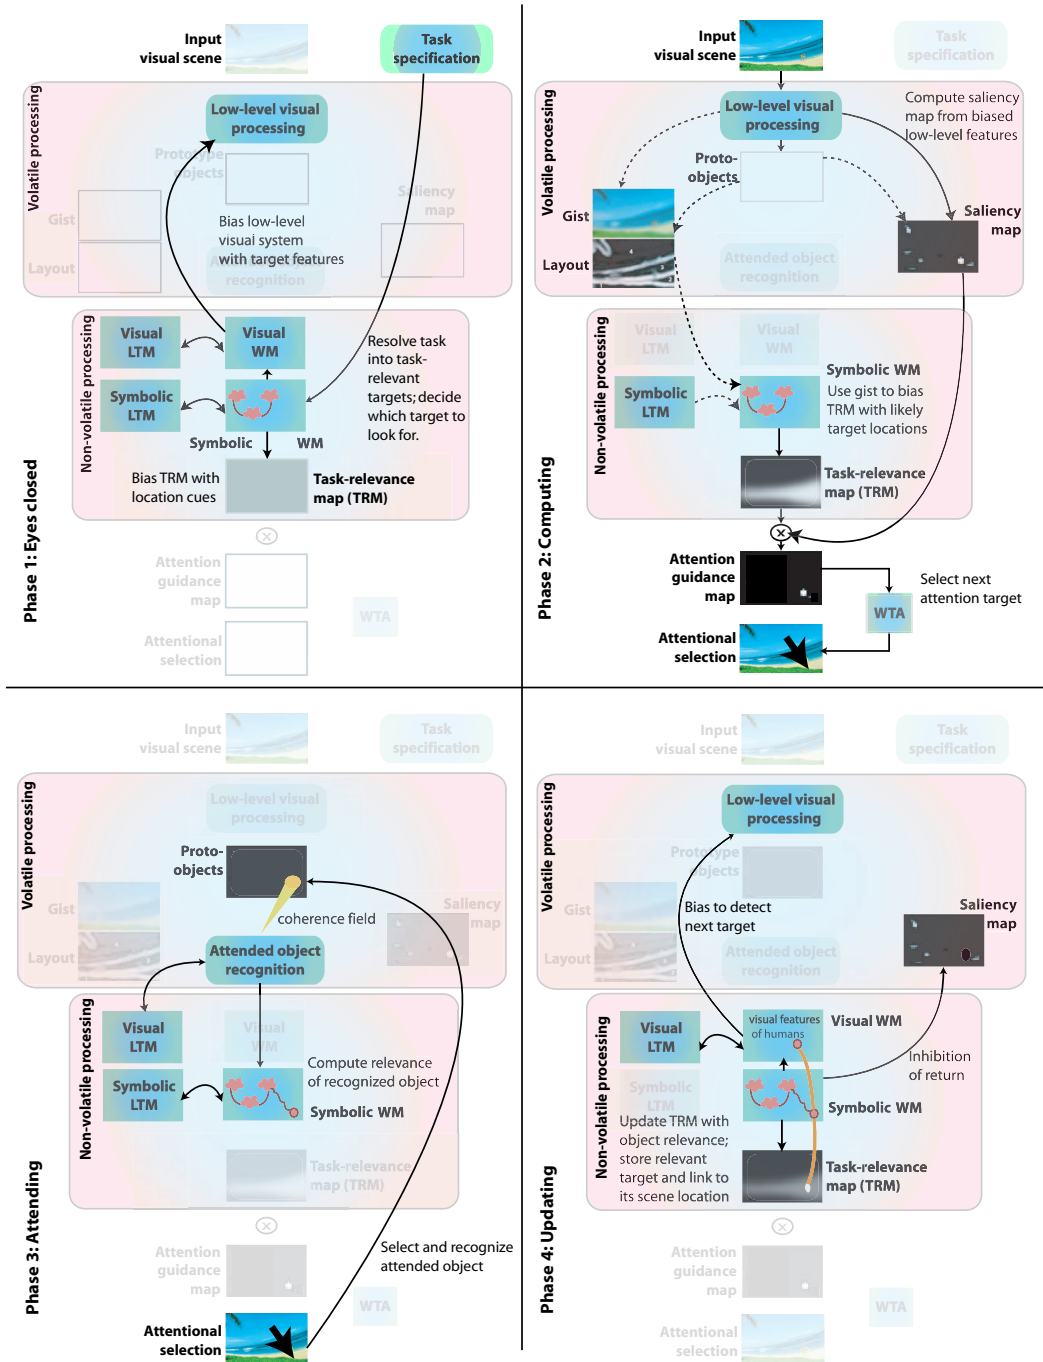 Input
visual scene
Task
specification
Volatile processing
Low-level visual
processing
Prototype
objects
Gist
Layout
Saliency
map
Bias low-level
visual system
with target features
Attended object
recognition
Non-volatile processing
Visual
LTM
Visual
WM
Symbolic
LTM
Symbolic WM
Resolve task
into task-
relevant
targets; decide
which target to
look for.
Bias TRM with
location cues
Task-relevance
map (TRM)
Attention
guidance
map
WTA
Attentional
selection
Phase 1: Eyes closed
Input
visual scene
Task
specification
Volatile processing
Low-level visual
processing
Compute saliency
map from biased
low-level features
Proto-
objects
Gist
Layout
4
3
2
Saliency
map
Attended object
recognition
Non-volatile processing
Visual
LTM
Visual
WM
Symbolic
LTM
Symbolic WM
Use gist to bias
TRM with likely
target locations
Task-relevance
map (TRM)
Attention
guidance
map
WTA
Select next
attention target
Attentional
selection
Phase 2: Computing
Input
visual scene
Task
specification
Volatile processing
Low-level visual
processing
Proto-
objects
coherence field
Gist
Layout
Saliency
map
Attended object
recognition
Non-volatile processing
Visual
LTM
Visual
WM
Symbolic
LTM
Compute relevance
of recognized object
Symbolic WM
Task-relevance
map (TRM)
Select and recognize
attended object
Attention
guidance
map
WTA
Attentional
selection
Phase 3: Attending
Input
visual scene
Task
specification
Volatile processing
Low-level visual
processing
Prototype
objects
Bias to detect
next target
Gist
Layout
Saliency
map
Attended object
recognition
Non-volatile processing
Visual
LTM
visual features
of humans
Visual WM
Symbolic
LTM
Symbolic WM
Inhibition
of return
Update TRM with
object relevance;
store relevant
target and link to
its scene location
Task-relevance
map (TRM)
Attention
guidance
map
WTA
Attentional
selection
Phase 4: Updating